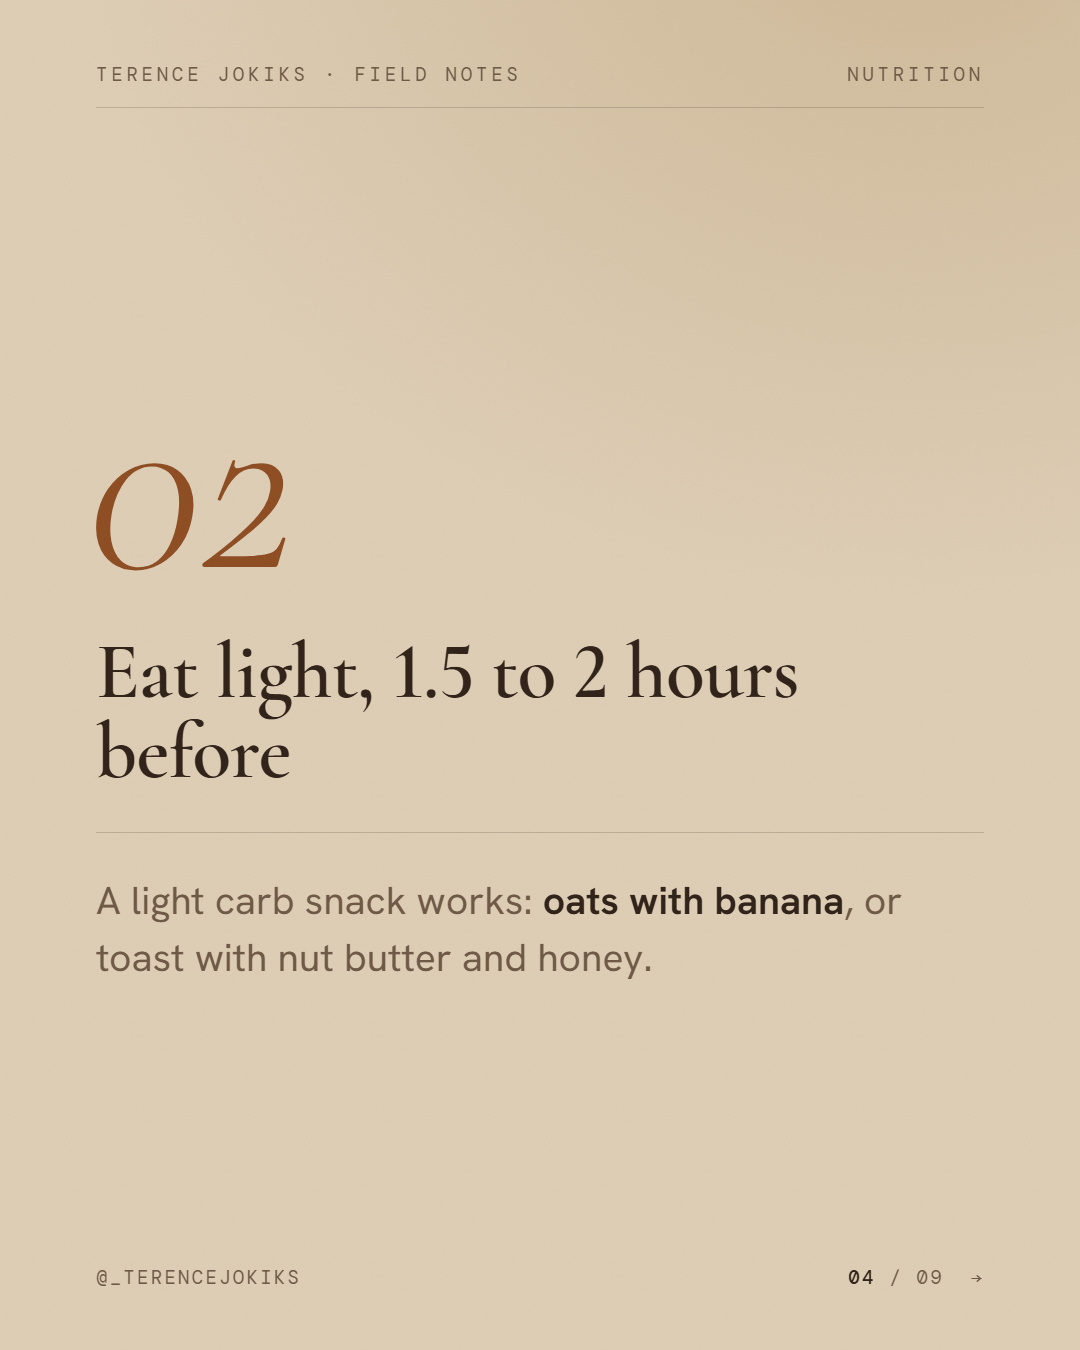 TERENCE JOKIKS · FIELD NOTES
NUTRITION
02
Eat light, 1.5 to 2 hours
before
A light carb snack works: oats with banana, or
toast with nut butter and honey.
@_TERENCEJOKIKS
04 / 09 →